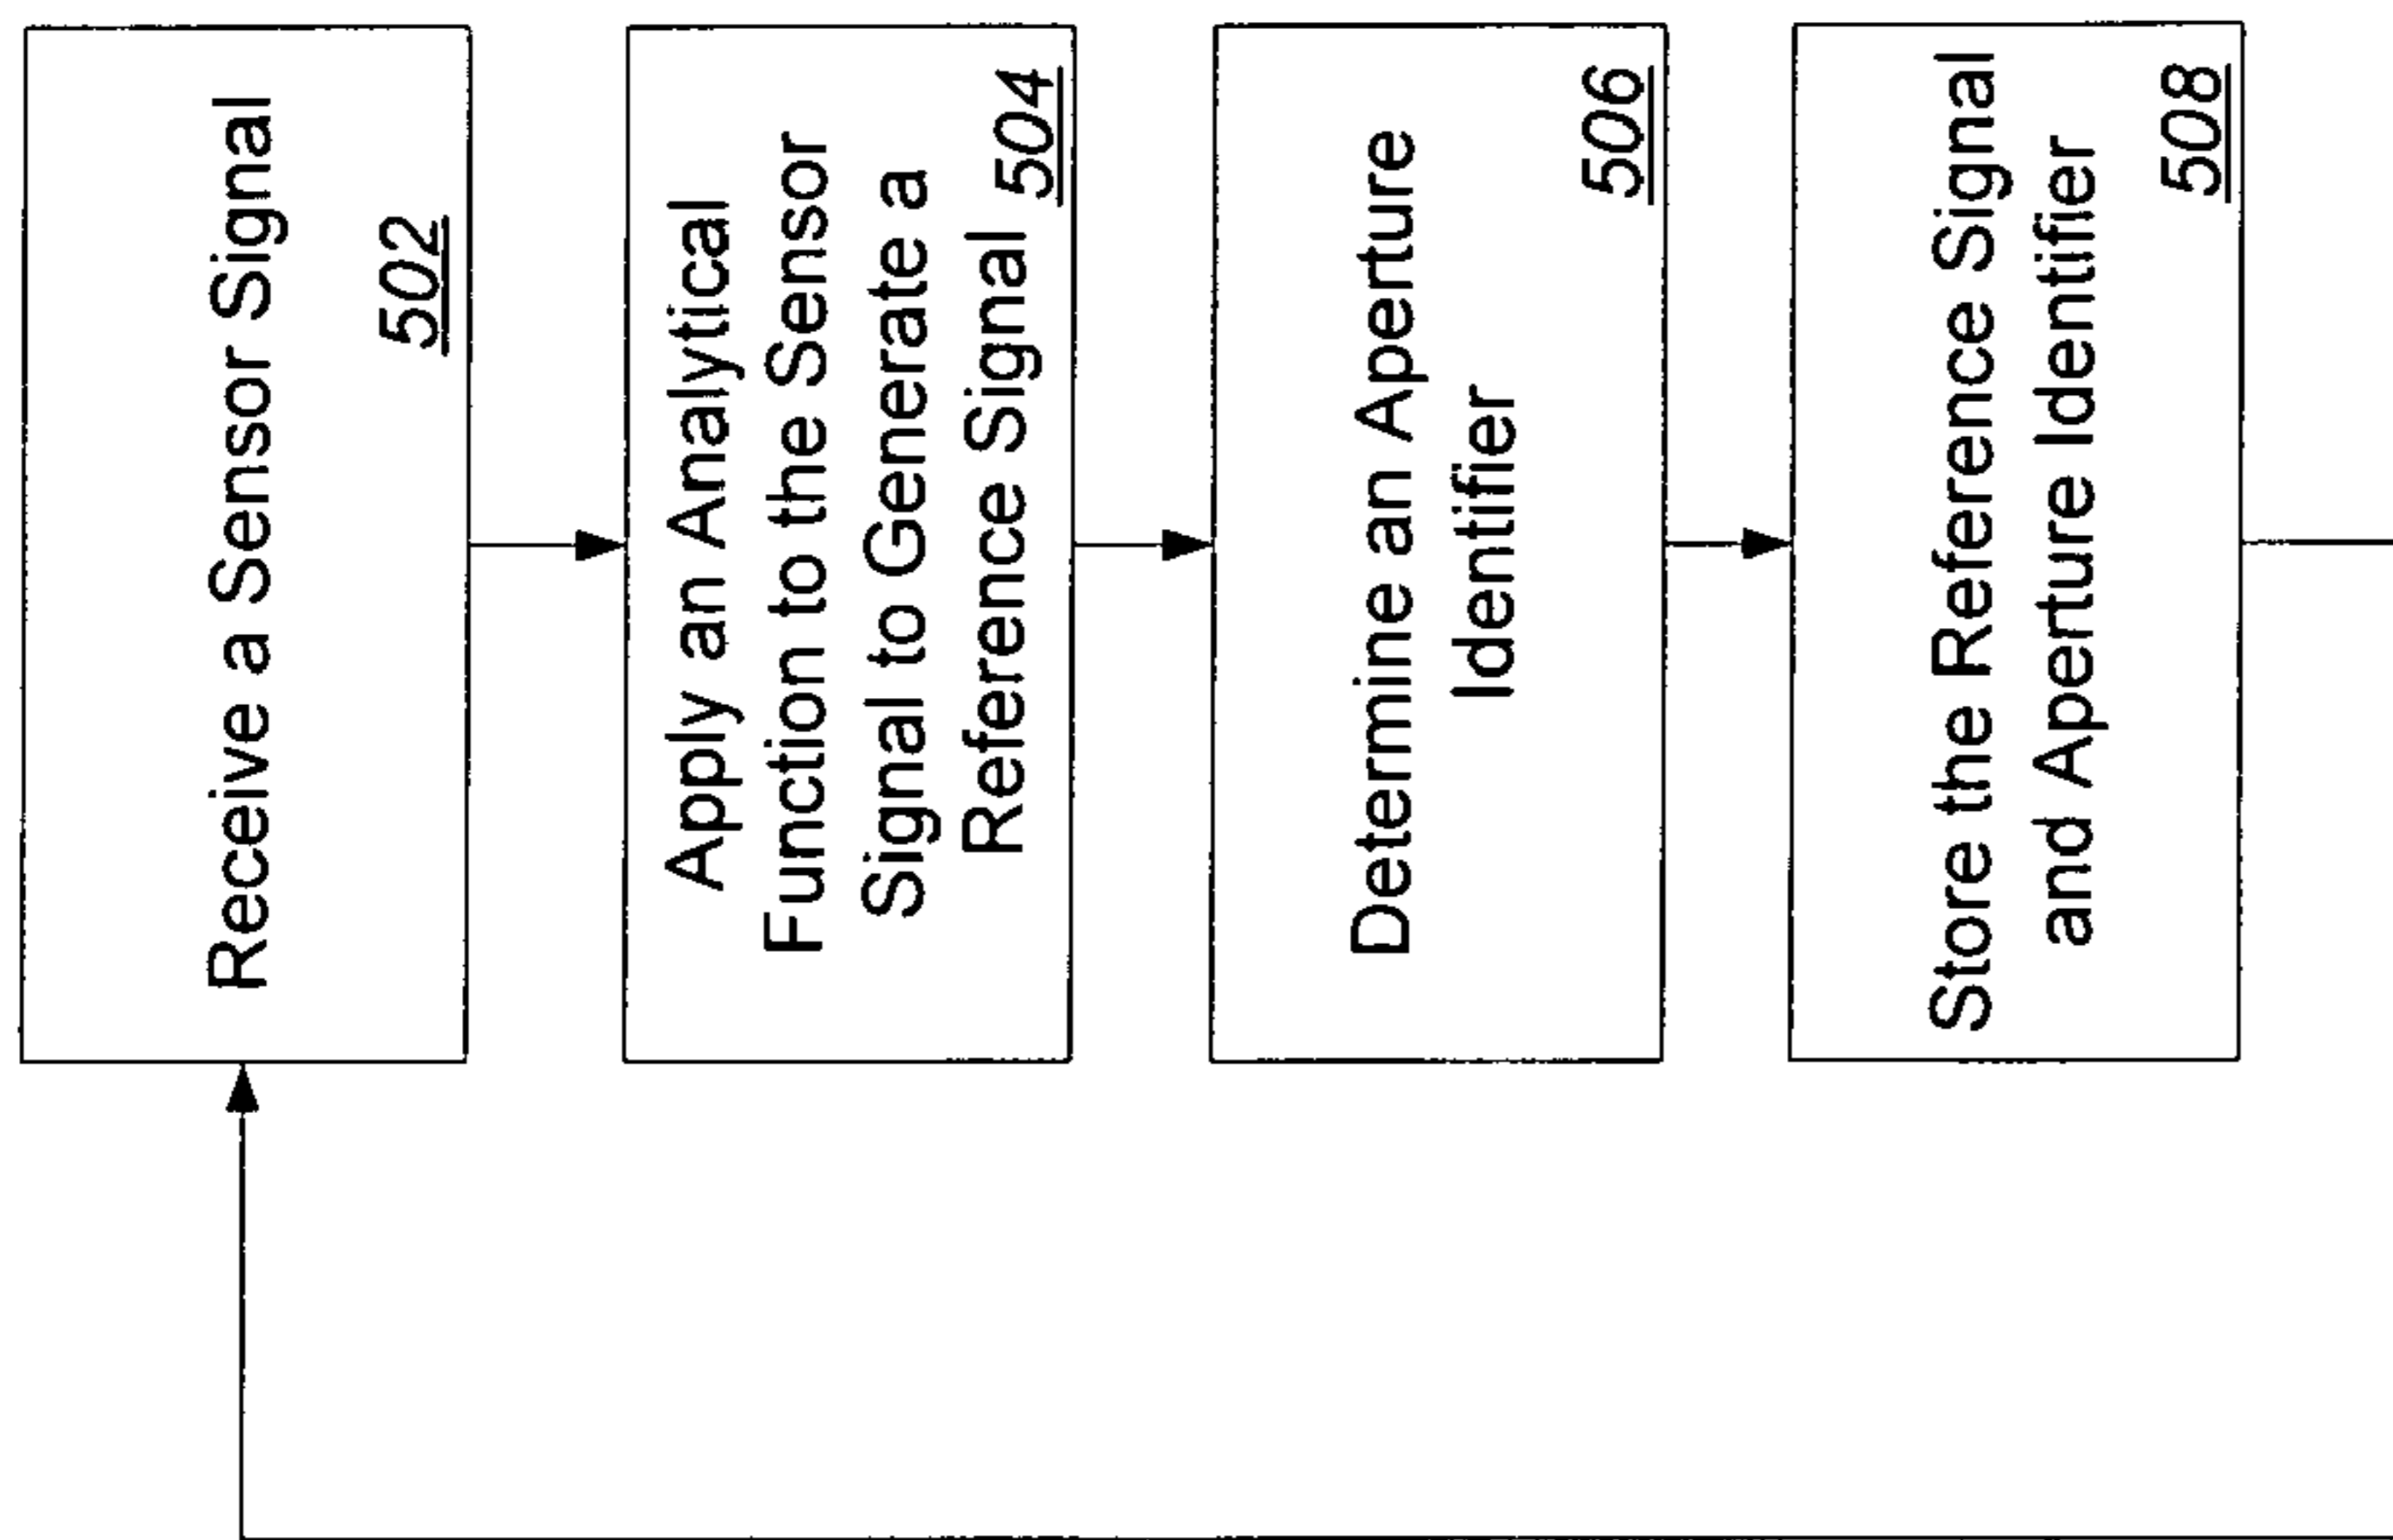 Receive a Sensor Signal
502
Apply an Analytical
Function to the Sensor
Signal to Generate a
Reference Signal 504
Determine an Aperture
Identifier
506
Store the Reference Signal
and Aperture Identifier
508